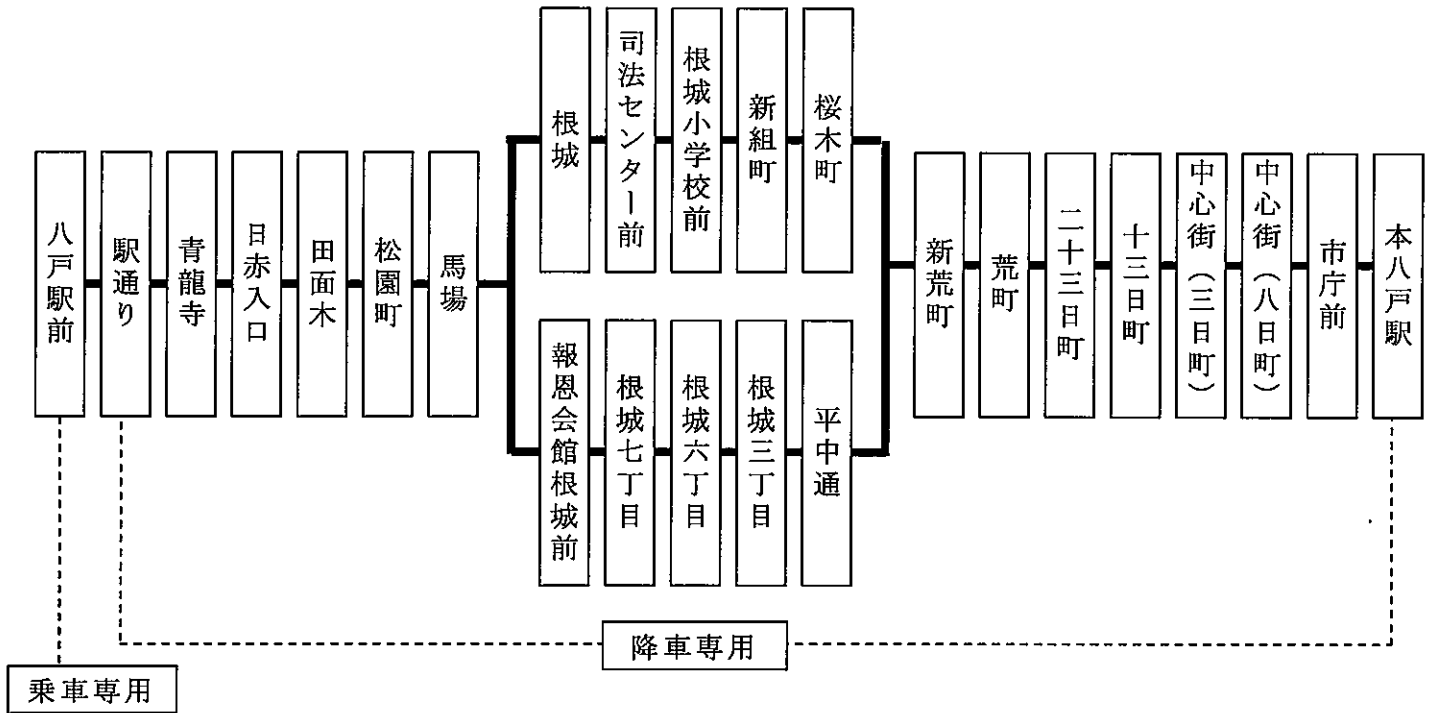 八戸駅前
駅通り
青龍寺
日赤入口
田面木
松園町
馬場
根城
司法センター前
根城小学校前
新組町
桜木町
報恩会館根城前
根城七丁目
根城六丁目
根城三丁目
平中通
新荒町
荒町
二十三日町
十三日町
中心街（三日町）
中心街（八日町）
市庁前
本八戸駅
降車専用
乗車専用